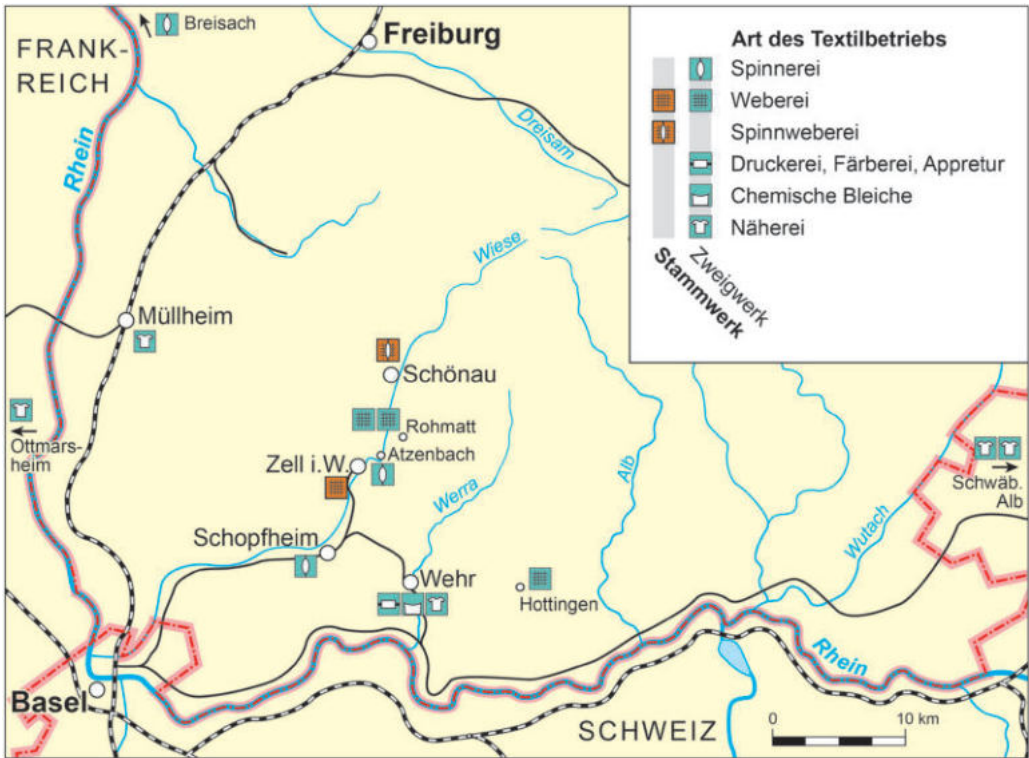 Breisach
FRANK-
REICH
Freiburg
Rhein
Dreisam
Art des Textilbetriebs
Spinnerei
Weberei
Spinnweberei
Druckerei, Färberei, Appretur
Chemische Bleiche
Näherei
Zweigwerk
Stammwerk
Wiese
Müllheim
Schönau
Ottmars-
heim
Rohmatt
Atzenbach
Zell i.W.
Werra
Alb
Schwäb.
Alb
Wutach
Schopfheim
Wehr
Hottingen
Rhein
Basel
SCHWEIZ
0 10 km